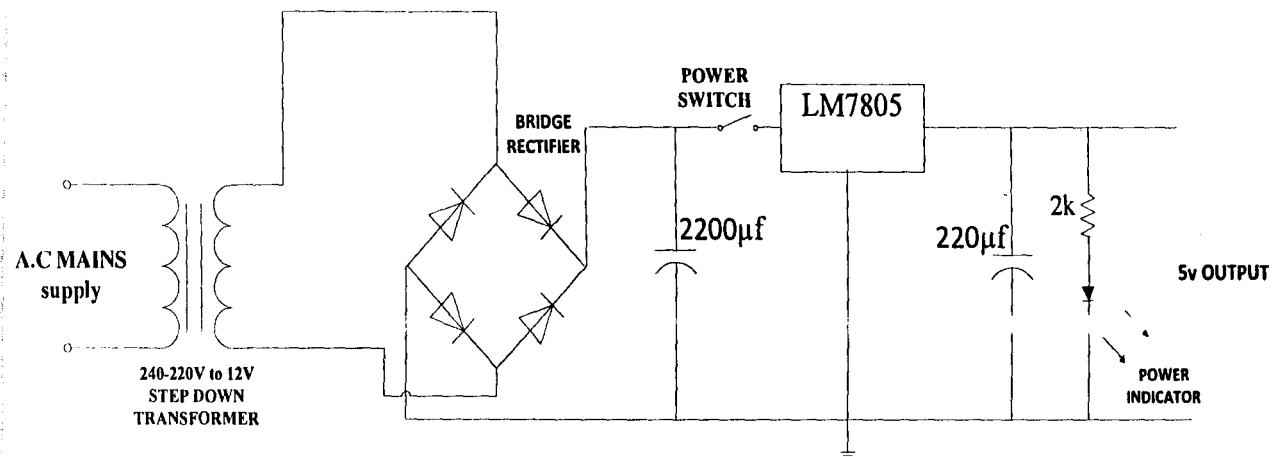 POWER
SWITCH
LM7805
BRIDGE
RECTIFIER
2200µf
220µf
2k
A.C MAINS
supply
5v OUTPUT
240-220V to 12V
STEP DOWN
TRANSFORMER
POWER
INDICATOR